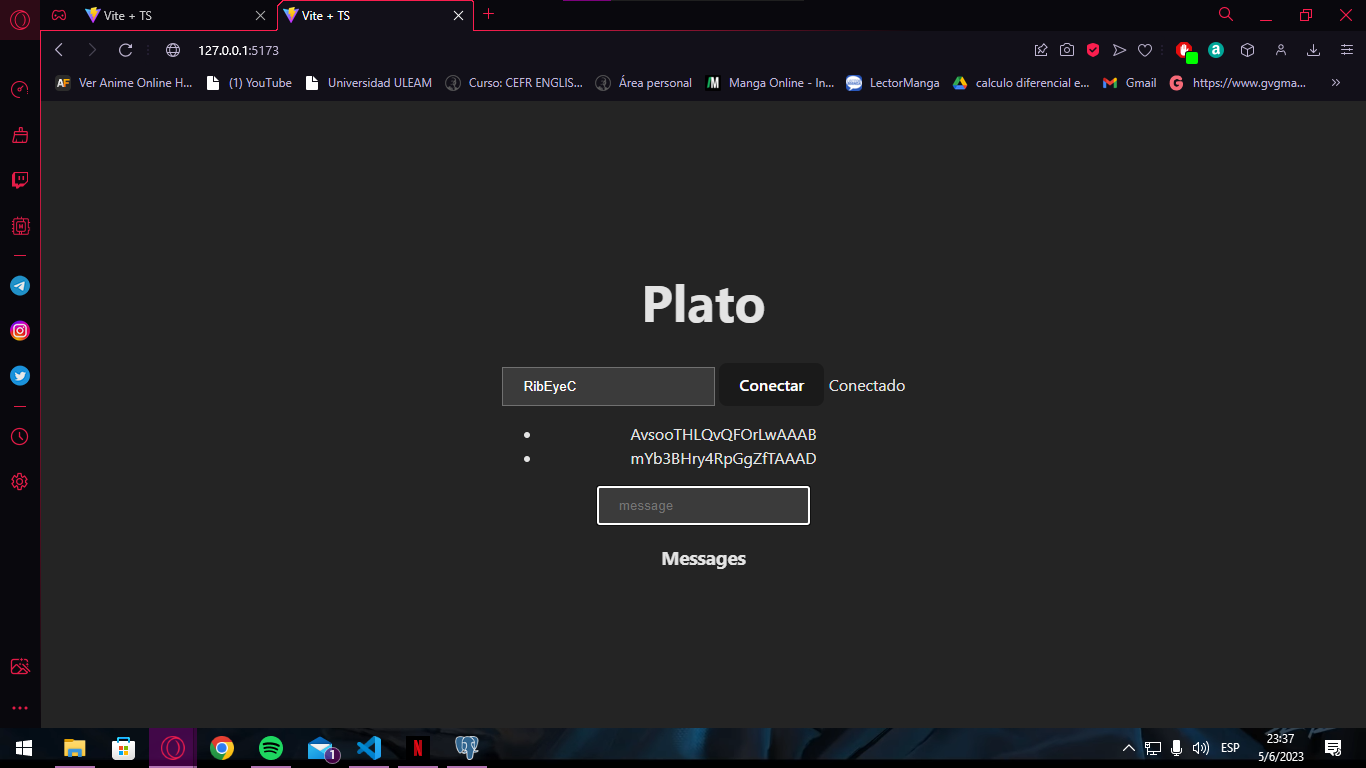 Vite + TS
Vite + TS
127.0.0.1:5173
AF Ver Anime Online H...
(1) YouTube
Universidad ULEAM
Curso: CEFR ENGLIS...
Área personal
Manga Online - In...
LectorManga
calculo diferencial e...
Gmail
https://www.gvgma...
Plato
RibEyeC Conectar Conectado
AvsooTHLQvQFOrLwAAAB
mYb3BHry4RpGgZfTAAAD
message
Messages
1
ESP
23:37
5/6/2023